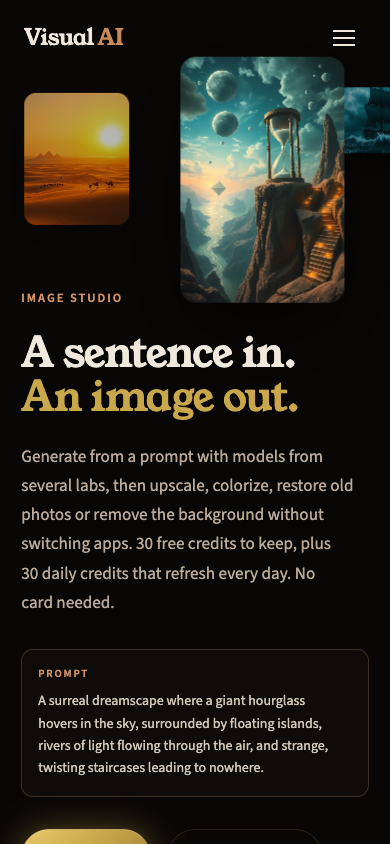 Visual AI
IMAGE STUDIO
A sentence in.
An image out.
Generate from a prompt with models from
several labs, then upscale, colorize, restore old
photos or remove the background without
switching apps. 30 free credits to keep, plus
30 daily credits that refresh every day. No
card needed.
PROMPT
A surreal dreamscape where a giant hourglass
hovers in the sky, surrounded by floating islands,
rivers of light flowing through the air, and strange,
twisting staircases leading to nowhere.